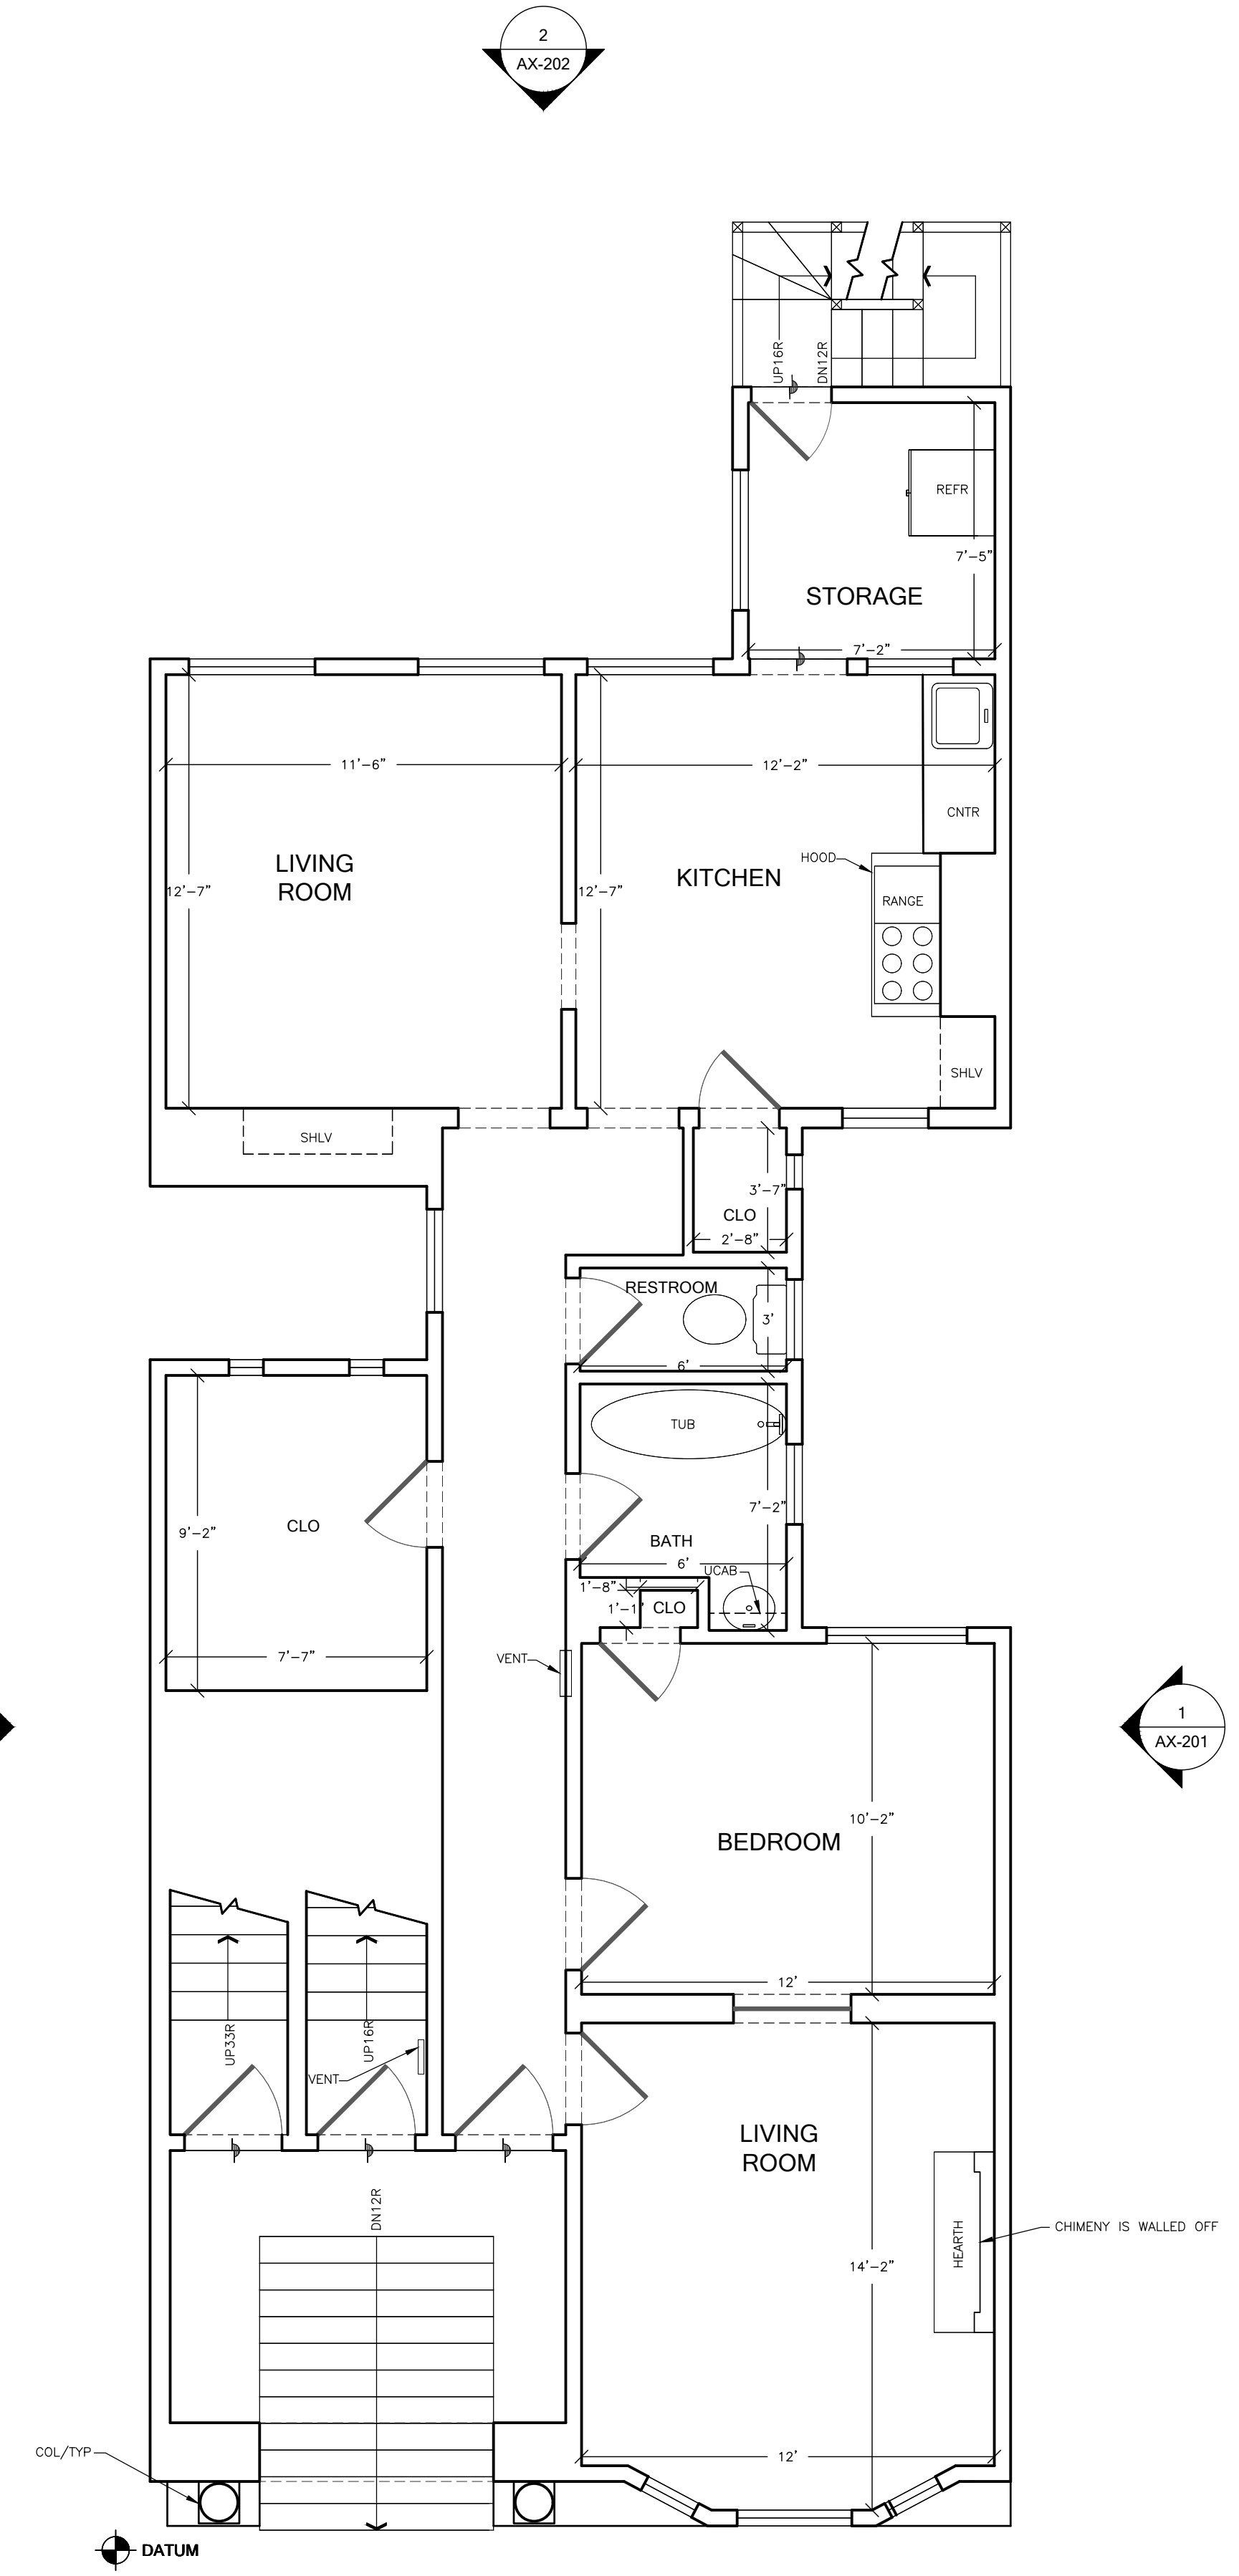 2
AX-202
UP16R
DN12R
REFR
7'-5"
STORAGE
7'-2"
11'-6"
12'-2"
CNTR
HOOD
LIVING
ROOM
KITCHEN
12'-7"
12'-7"
RANGE
SHLV
SHLV
3'-7"
CLO
2'-8"
RESTROOM
3'
6'
TUB
7'-2"
CLO
9'-2"
BATH
6'
UCAB
1'-8"
1'-1"
CLO
7'-7"
VENT
1
AX-201
10'-2"
BEDROOM
12'
UP33R
UP16R
VENT
LIVING
ROOM
DN12R
HEARTH
CHIMENY IS WALLED OFF
14'-2"
COL/TYP
12'
DATUM